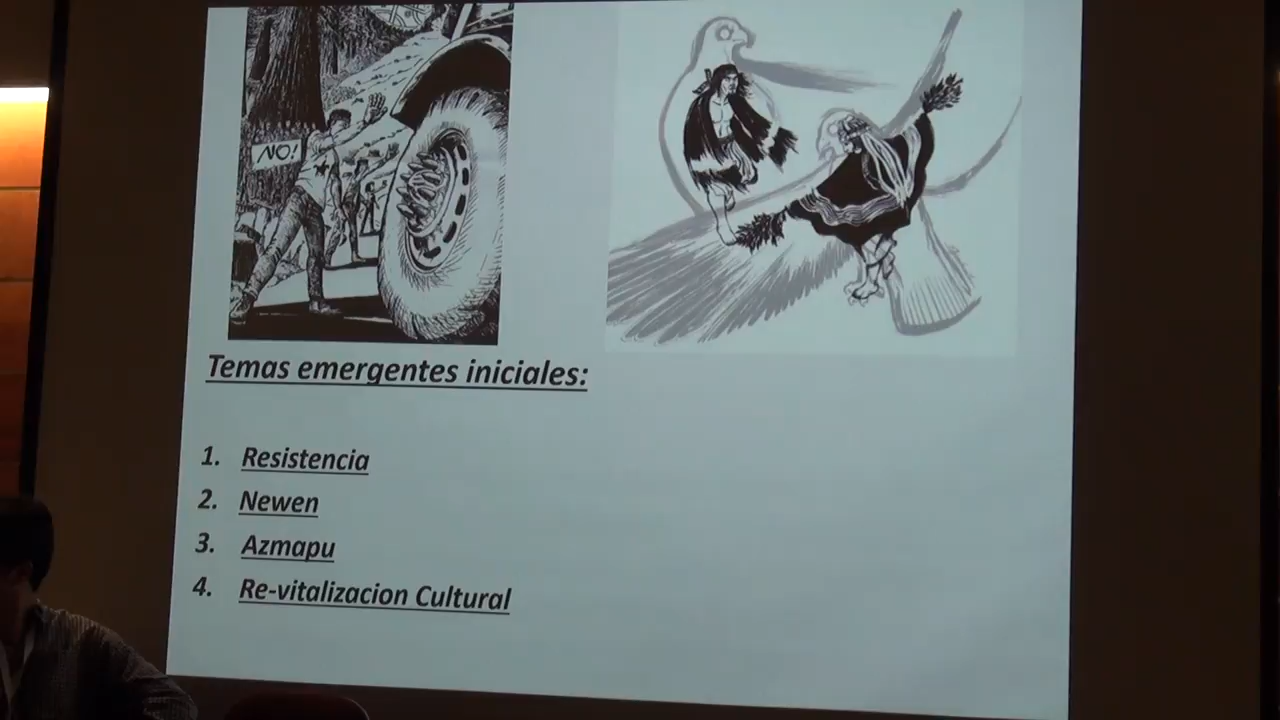 NO!
Temas emergentes iniciales:
1. Resistencia
2. Newen
3. Azmapu
4. Re-vitalizacion Cultural